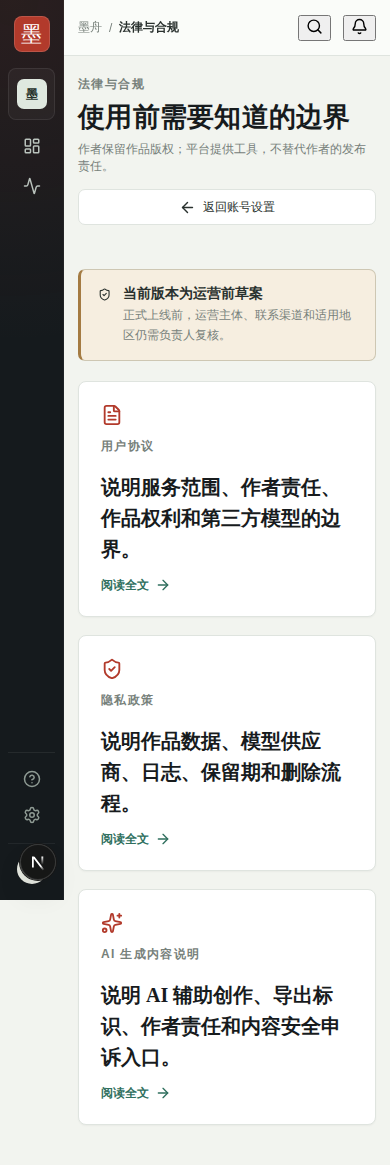 墨
墨
墨舟 / 法律与合规
法律与合规
使用前需要知道的边界
作者保留作品版权；平台提供工具，不替代作者的发布
责任。
返回账号设置
当前版本为运营前草案
正式上线前，运营主体、联系渠道和适用地
区仍需负责人复核。
用户协议
说明服务范围、作者责任、
作品权利和第三方模型的边
界。
阅读全文
隐私政策
说明作品数据、模型供应
商、日志、保留期和删除流
程。
阅读全文
AI 生成内容说明
说明 AI 辅助创作、导出标
识、作者责任和内容安全申
诉入口。
阅读全文
N